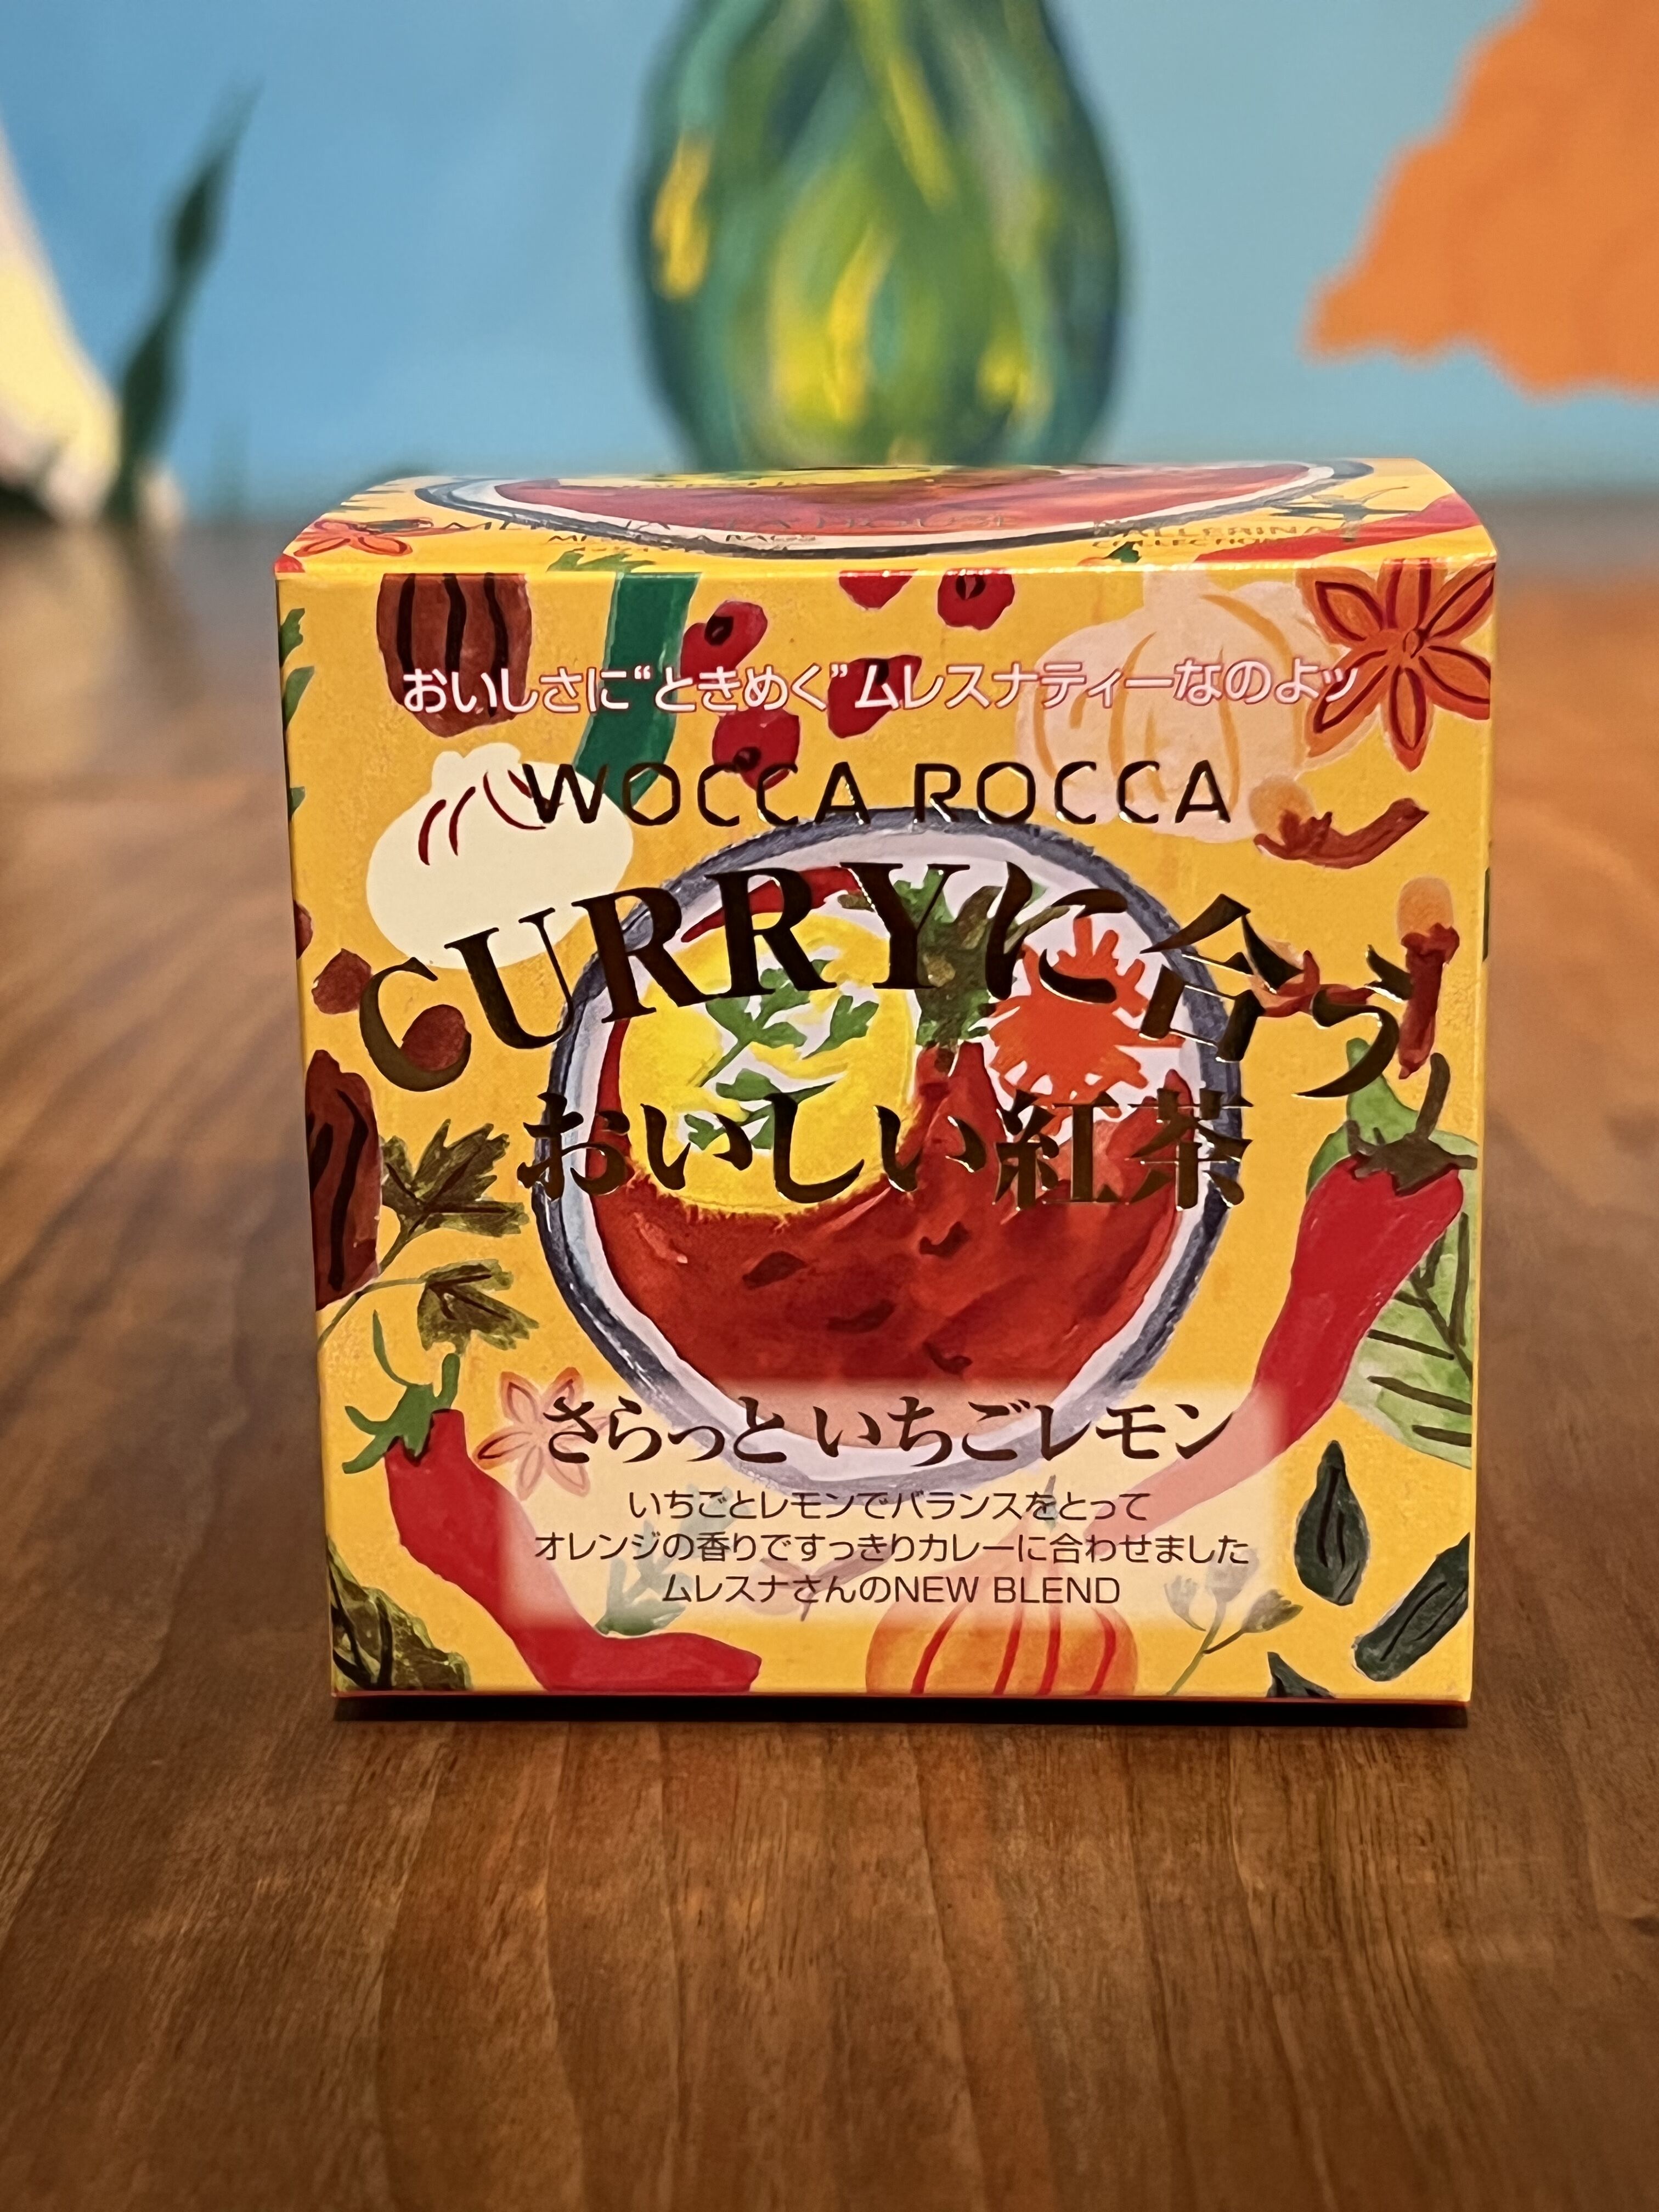 MLESNA TEA HOUSE
BALLERINA
COLLECTION
おいしさに“ときめく”ムレスナティーなのよッ
WOCCA ROCCA
CURRYに合う
おいしい紅茶
さらっといちごレモン
いちごとレモンでバランスをとって
オレンジの香りですっきりカレーに合わせました
ムレスナさんのNEW BLEND